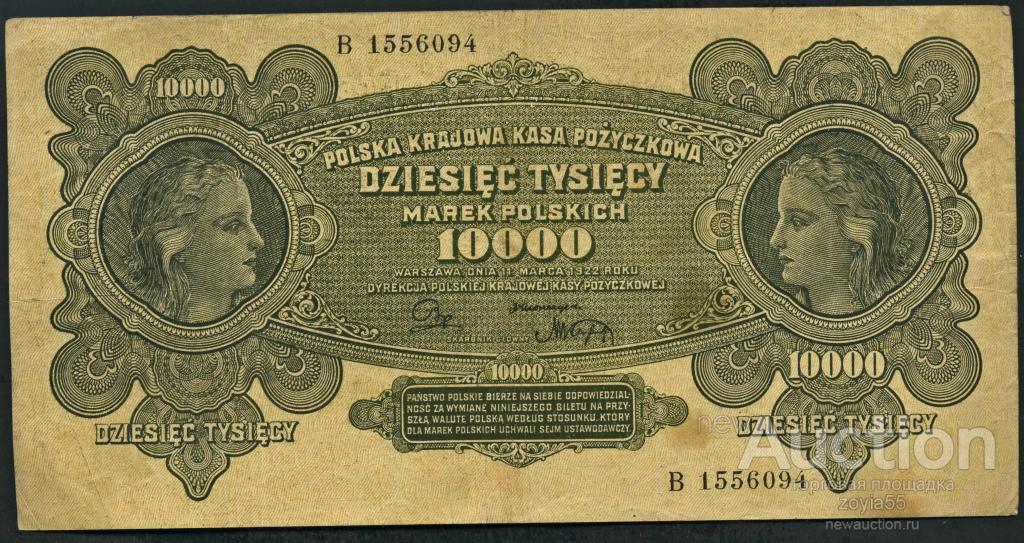 B 1556094
10000
POLSKA KRAJOWA KASA POŻYCZKOWA
DZIESIĘĆ TYSIĘCY
MAREK POLSKICH
10000
WARSZAWA, DNIA 11 MARCA 1922 ROKU
DYREKCJA POLSKIEJ KRAJOWEJ KASY POŻYCZKOWEJ
SKARBNIK GŁÓWNY
10000
10000
PAŃSTWO POLSKIE BIERZE NA SIEBIE ODPOWIEDZIAL-
NOŚĆ ZA WYMIANĘ NINIEJSZEGO BILETU NA PRZY-
SZŁĄ WALUTĘ POLSKĄ WEDŁUG STOSUNKU, KTÓRY
DLA MAREK POLSKICH UCHWALI SEJM USTAWODAWCZY
DZIESIĘĆ TYSIĘCY
DZIESIĘĆ TYSIĘCY
B 1556094
new
Auction
торговая площадка
zoyia55
newauction.ru